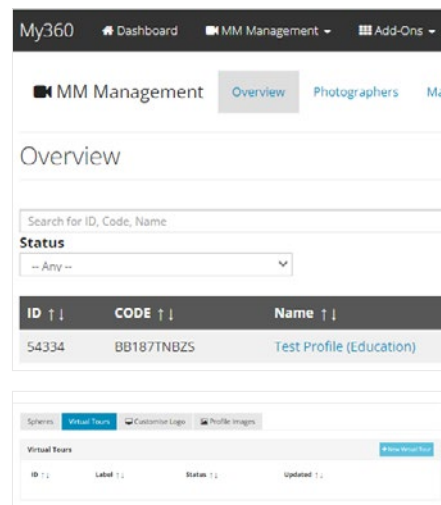 My360 Dashboard MM Management Add-Ons
MM Management Overview Photographers Ma
Overview
Search for ID, Code, Name
Status
-- Any --
ID ↑↓ CODE ↑↓ Name ↑↓
54334 BB187TNBZS Test Profile (Education)
Spheres Virtual Tours Customise Logo Profile Images
Virtual Tours + New Virtual Tour
ID ↑↓ Label ↑↓ Status ↑↓ Updated ↑↓